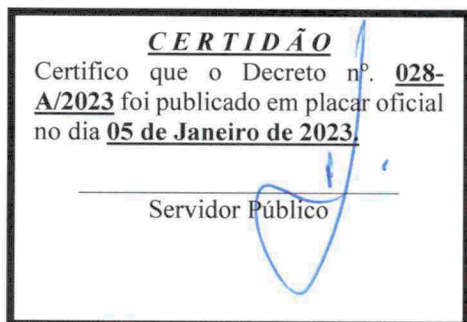 CERTIDÃO
Certifico que o Decreto nº. 028-
A/2023 foi publicado em placar oficial
no dia 05 de Janeiro de 2023.
Servidor Público